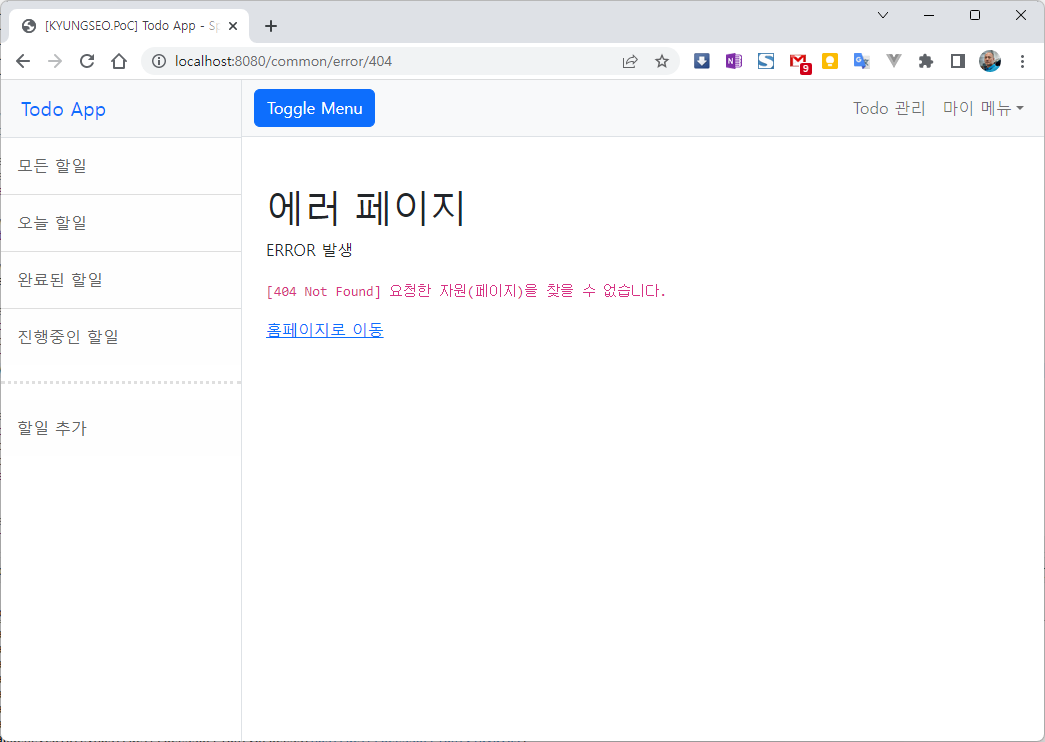 [KYUNGSEO.PoC] Todo App - Sp
localhost:8080/common/error/404
9
Todo App
Toggle Menu
Todo 관리
마이 메뉴
모든 할일
오늘 할일
완료된 할일
진행중인 할일
할일 추가
에러 페이지
ERROR 발생
[404 Not Found] 요청한 자원(페이지)을 찾을 수 없습니다.
홈페이지로 이동